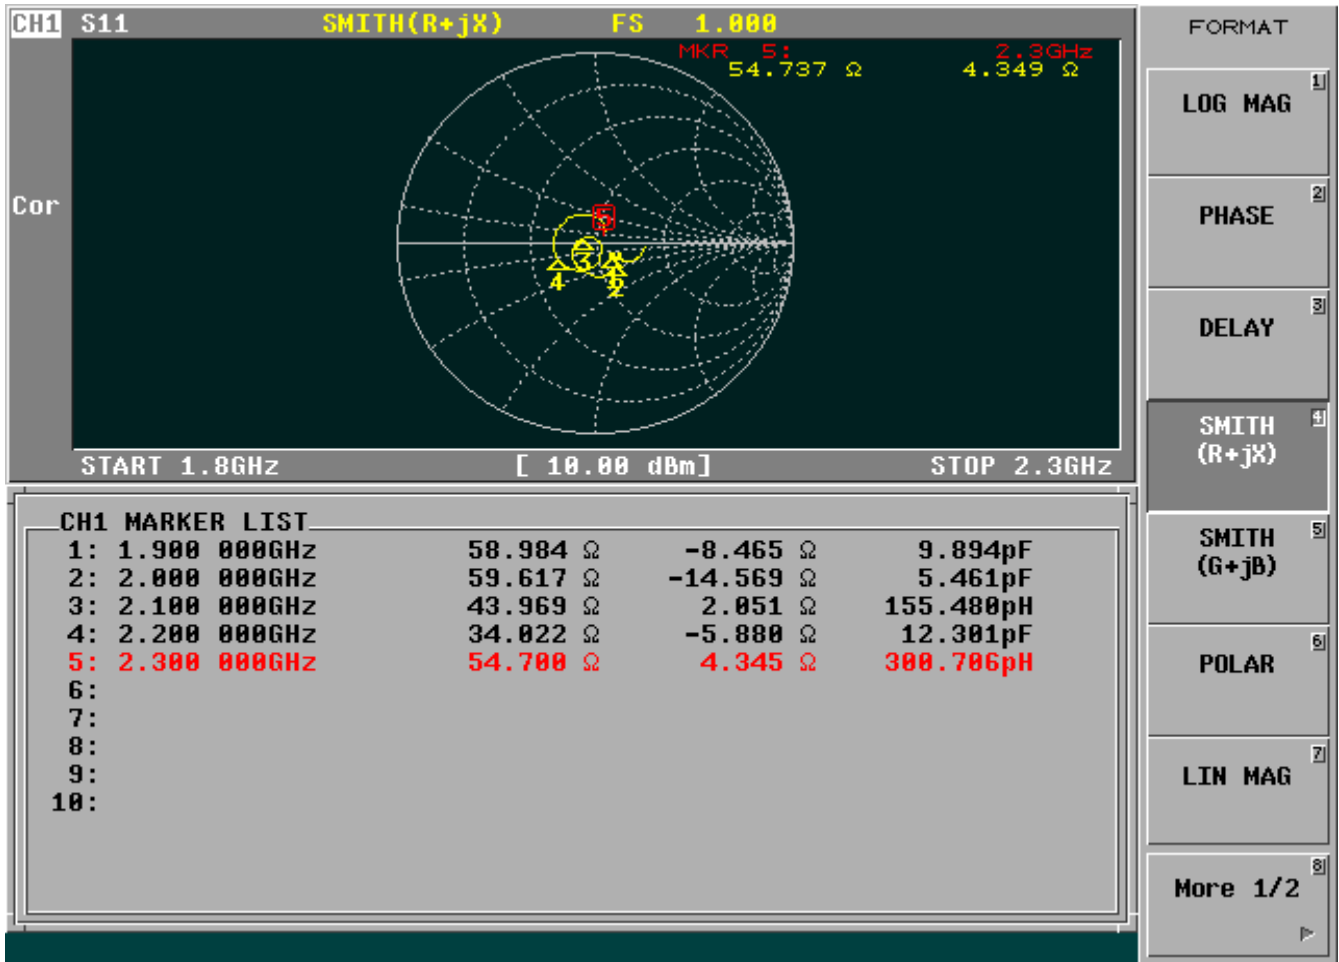 CH1 S11 SMITH(R+jX) FS 1.000
MKR 5: 2.3GHz
54.737 Ω 4.349 Ω
Cor
5
3
4
6
2
START 1.8GHz [ 10.00 dBm] STOP 2.3GHz
CH1 MARKER LIST
1: 1.900 000GHz 58.984 Ω -8.465 Ω 9.894pF
2: 2.000 000GHz 59.617 Ω -14.569 Ω 5.461pF
3: 2.100 000GHz 43.969 Ω 2.051 Ω 155.480pH
4: 2.200 000GHz 34.022 Ω -5.880 Ω 12.301pF
5: 2.300 000GHz 54.700 Ω 4.345 Ω 300.706pH
6:
7:
8:
9:
10:
FORMAT
1
LOG MAG
2
PHASE
3
DELAY
4
SMITH
(R+jX)
5
SMITH
(G+jB)
6
POLAR
7
LIN MAG
8
More 1/2